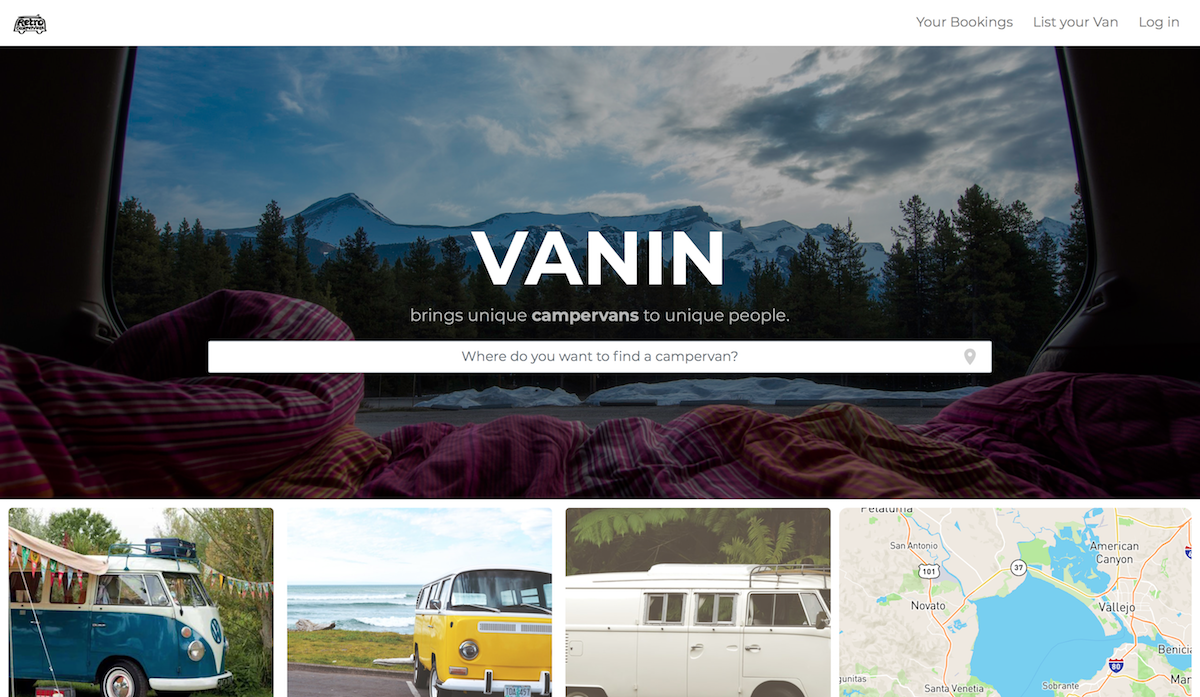 Retro
Your Bookings
List your Van
Log in
VANIN
brings unique campervans to unique people.
Where do you want to find a campervan?
Petaluma
San Antonio
American
Canyon
101
37
Novato
Vallejo
Benicia
80
gunitas
Sobrante
Mar
Santa Venetia